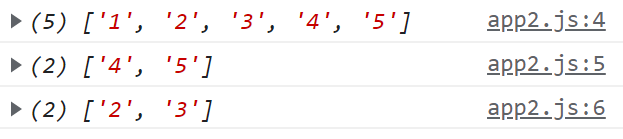 ▶ (5) ['1', '2', '3', '4', '5'] app2.js:4
▶ (2) ['4', '5'] app2.js:5
▶ (2) ['2', '3'] app2.js:6